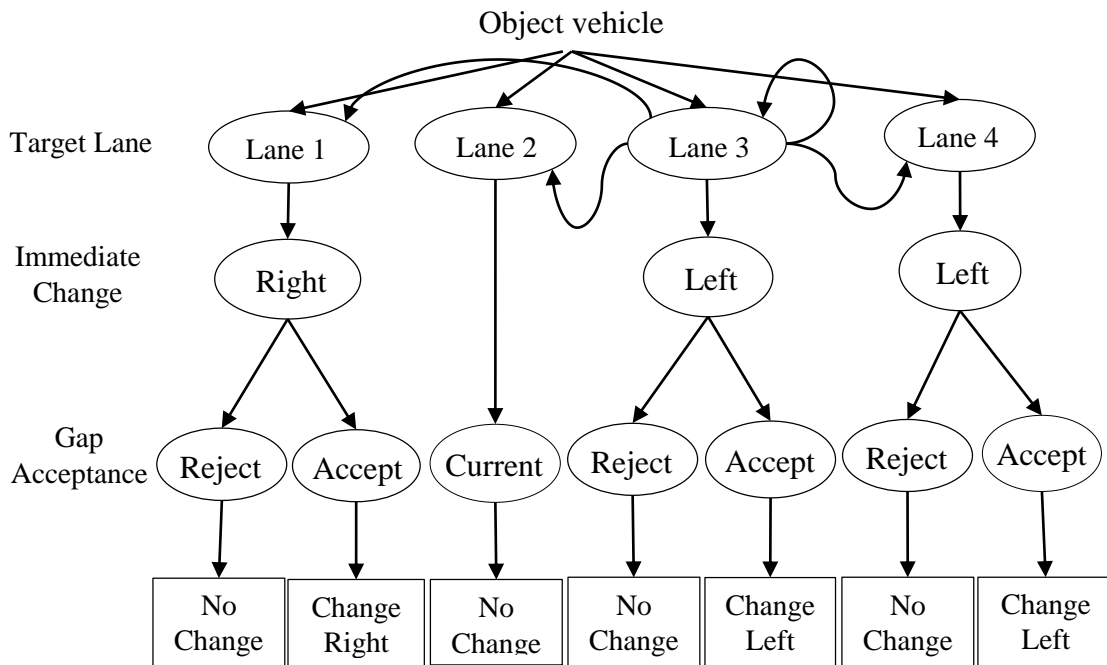 Object vehicle
Target Lane
Lane 1
Lane 2
Lane 3
Lane 4
Immediate
Change
Right
Left
Left
Gap
Acceptance
Reject
Accept
Current
Reject
Accept
Reject
Accept
No
Change
Change
Right
No
Change
No
Change
Change
Left
No
Change
Change
Left